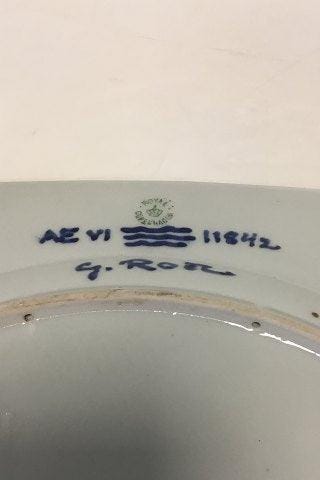 ROYAL
COPENHAGEN
AE VI 11842
G. RODE